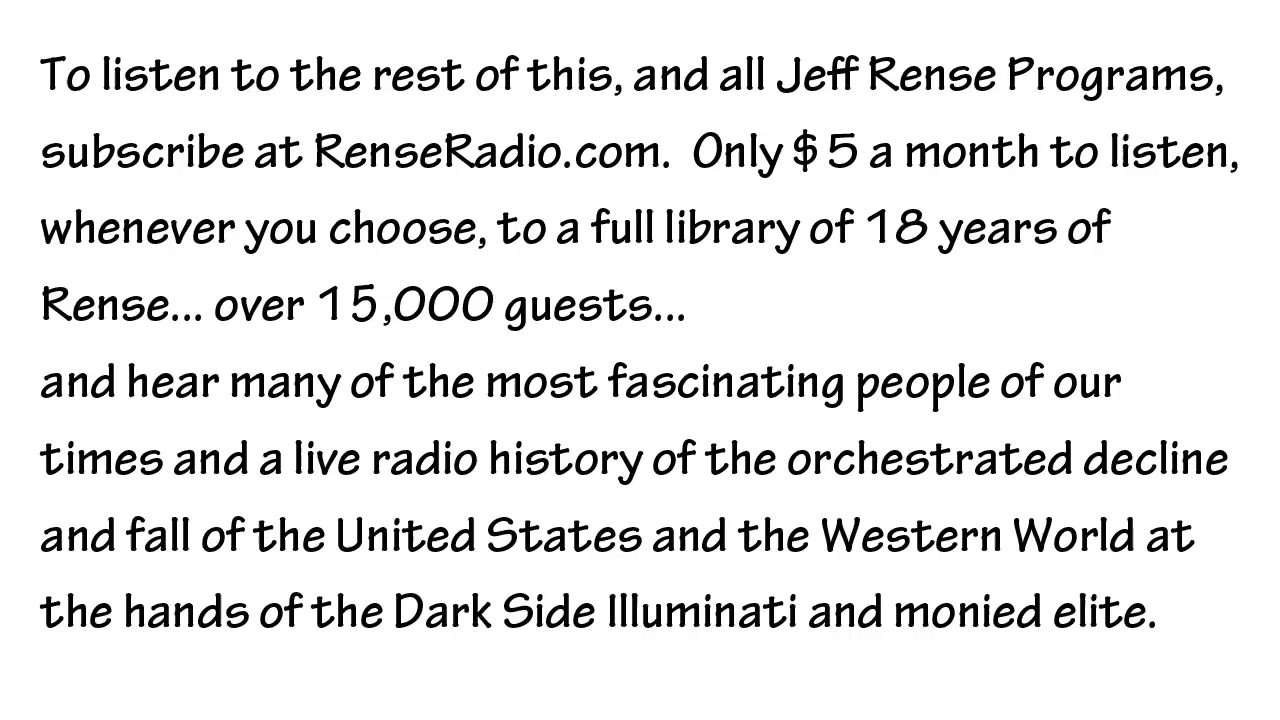 To listen to the rest of this, and all Jeff Rense Programs,
subscribe at RenseRadio.com.  Only $5 a month to listen,
whenever you choose, to a full library of 18 years of
Rense... over 15,000 guests...
and hear many of the most fascinating people of our
times and a live radio history of the orchestrated decline
and fall of the United States and the Western World at
the hands of the Dark Side Illuminati and monied elite.